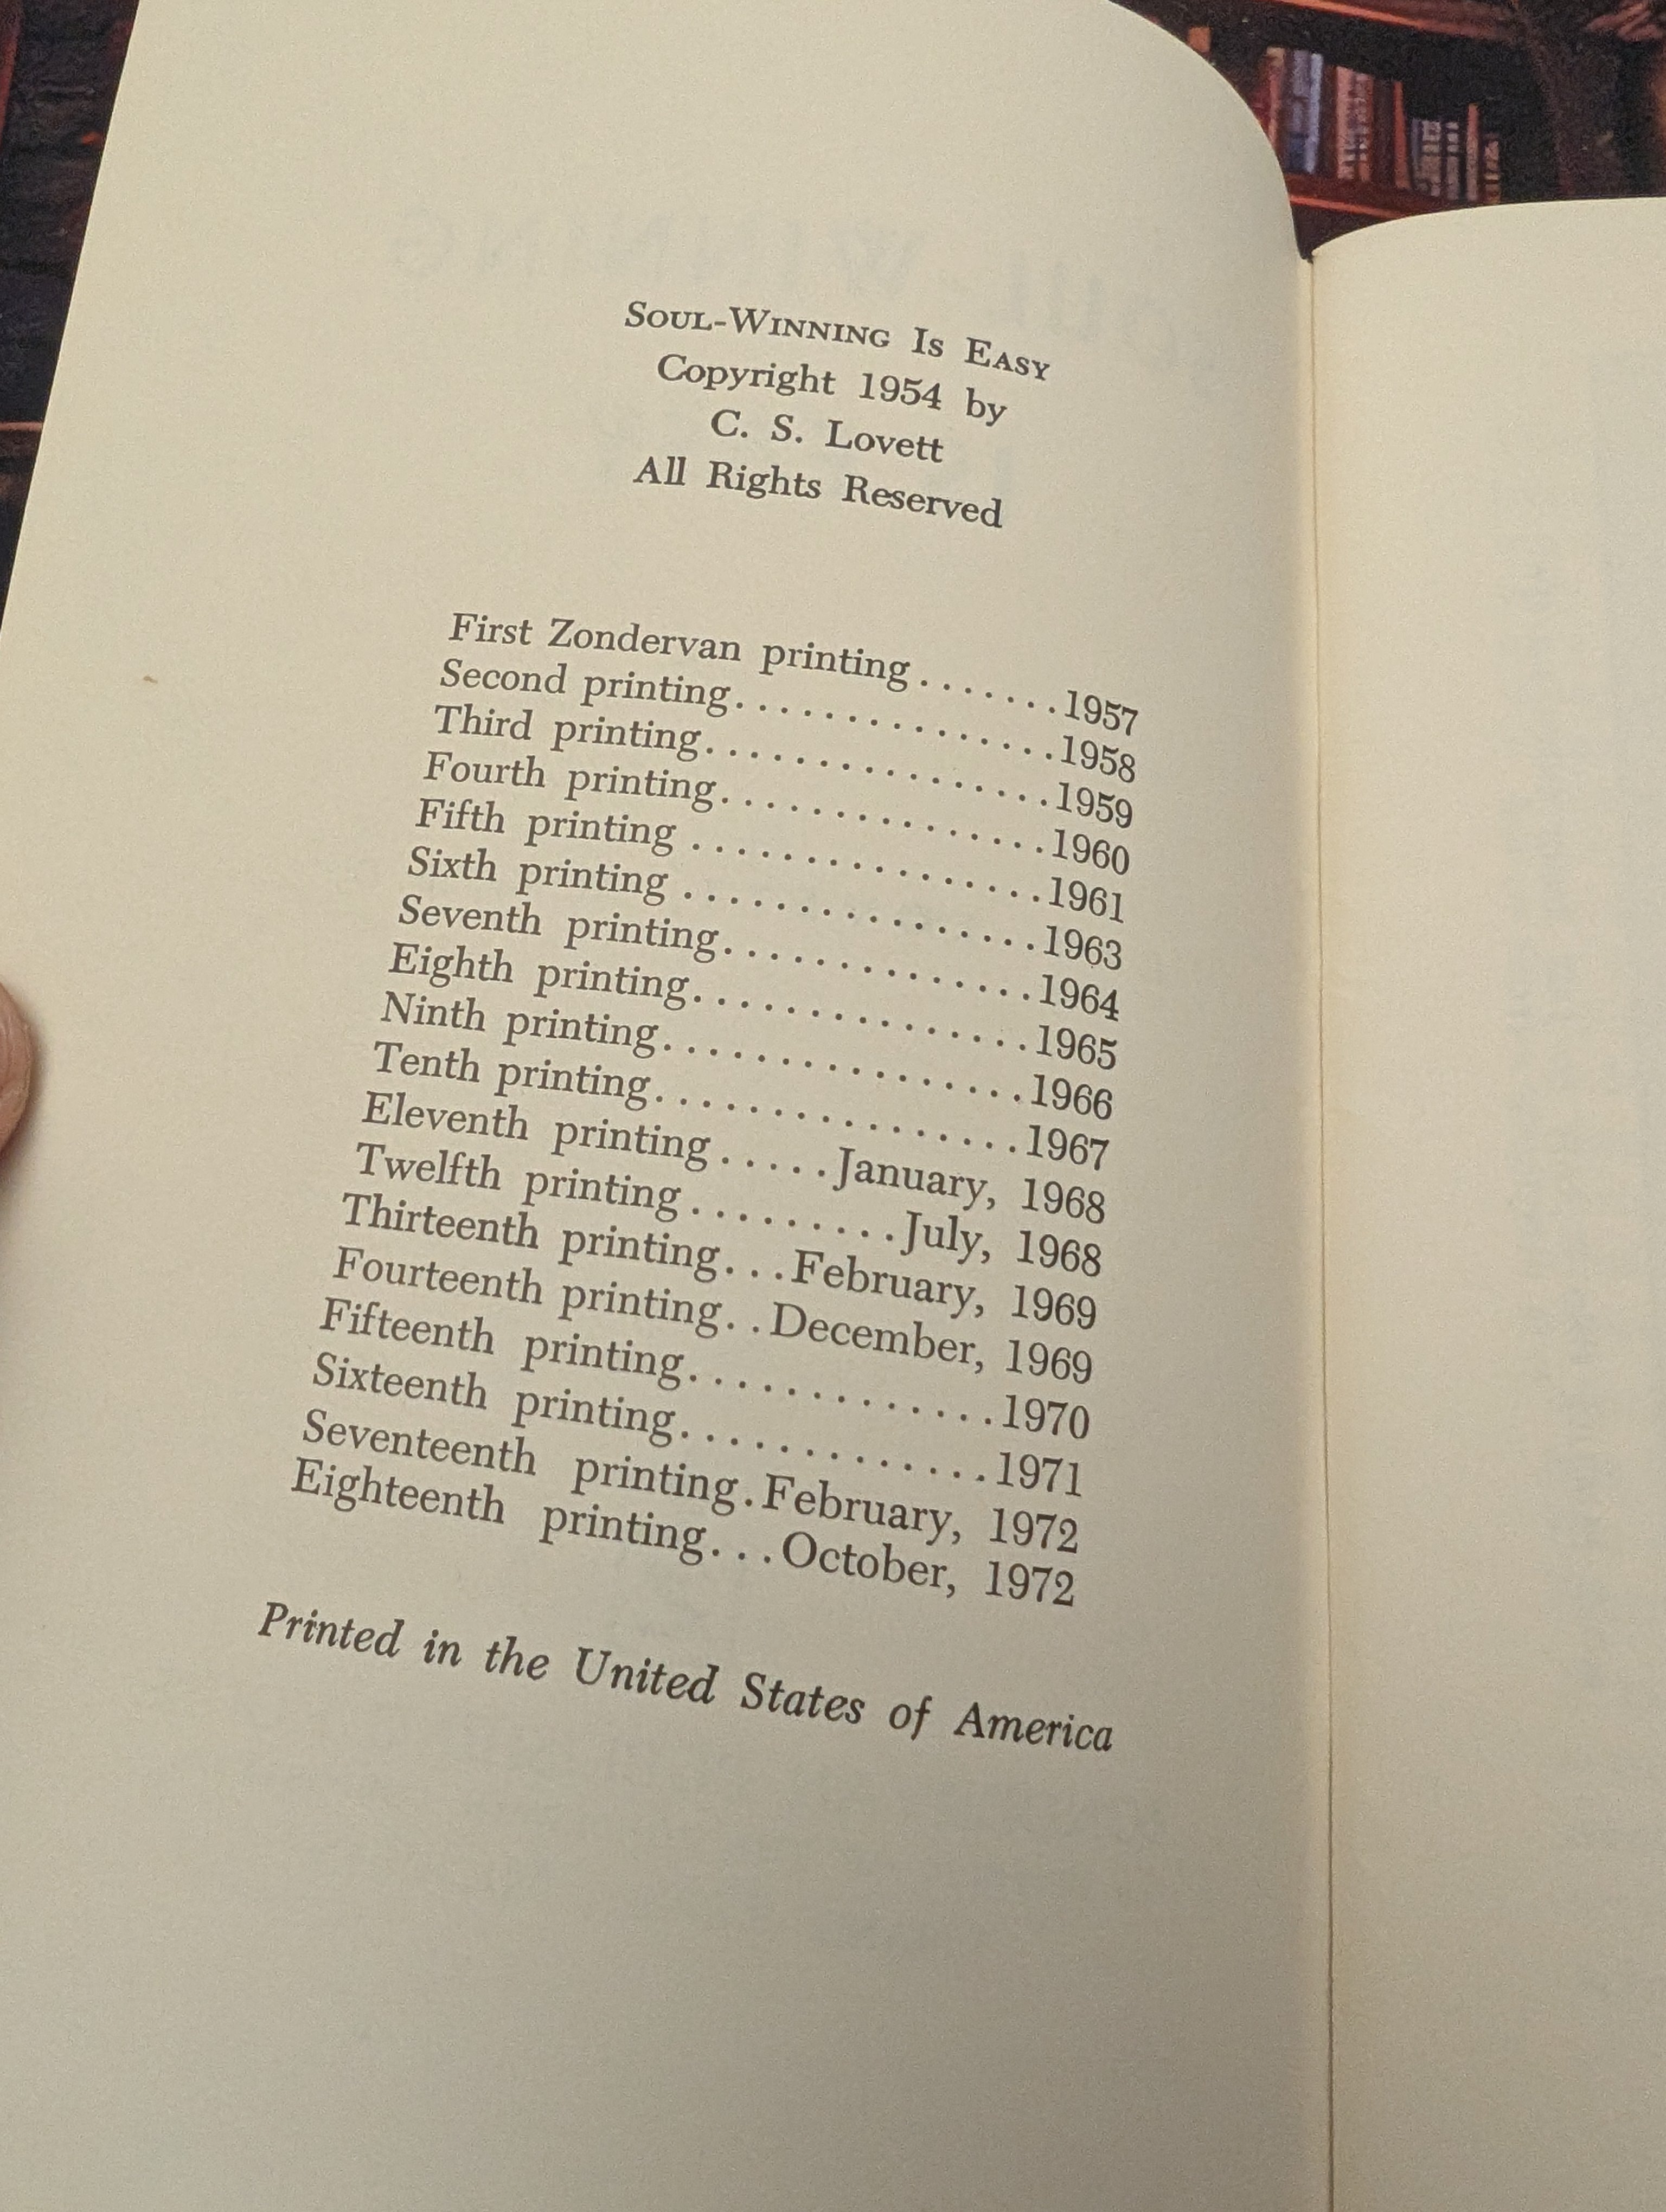 Soul-Winning Is Easy
Copyright 1954 by
C. S. Lovett
All Rights Reserved
First Zondervan printing.......1957
Second printing..............1958
Third printing...............1959
Fourth printing..............1960
Fifth printing ...............1961
Sixth printing ...............1963
Seventh printing.............1964
Eighth printing..............1965
Ninth printing...............1966
Tenth printing...............1967
Eleventh printing.....January, 1968
Twelfth printing.........July, 1968
Thirteenth printing...February, 1969
Fourteenth printing..December, 1969
Fifteenth printing.............1970
Sixteenth printing.............1971
Seventeenth printing.February, 1972
Eighteenth printing...October, 1972
Printed in the United States of America